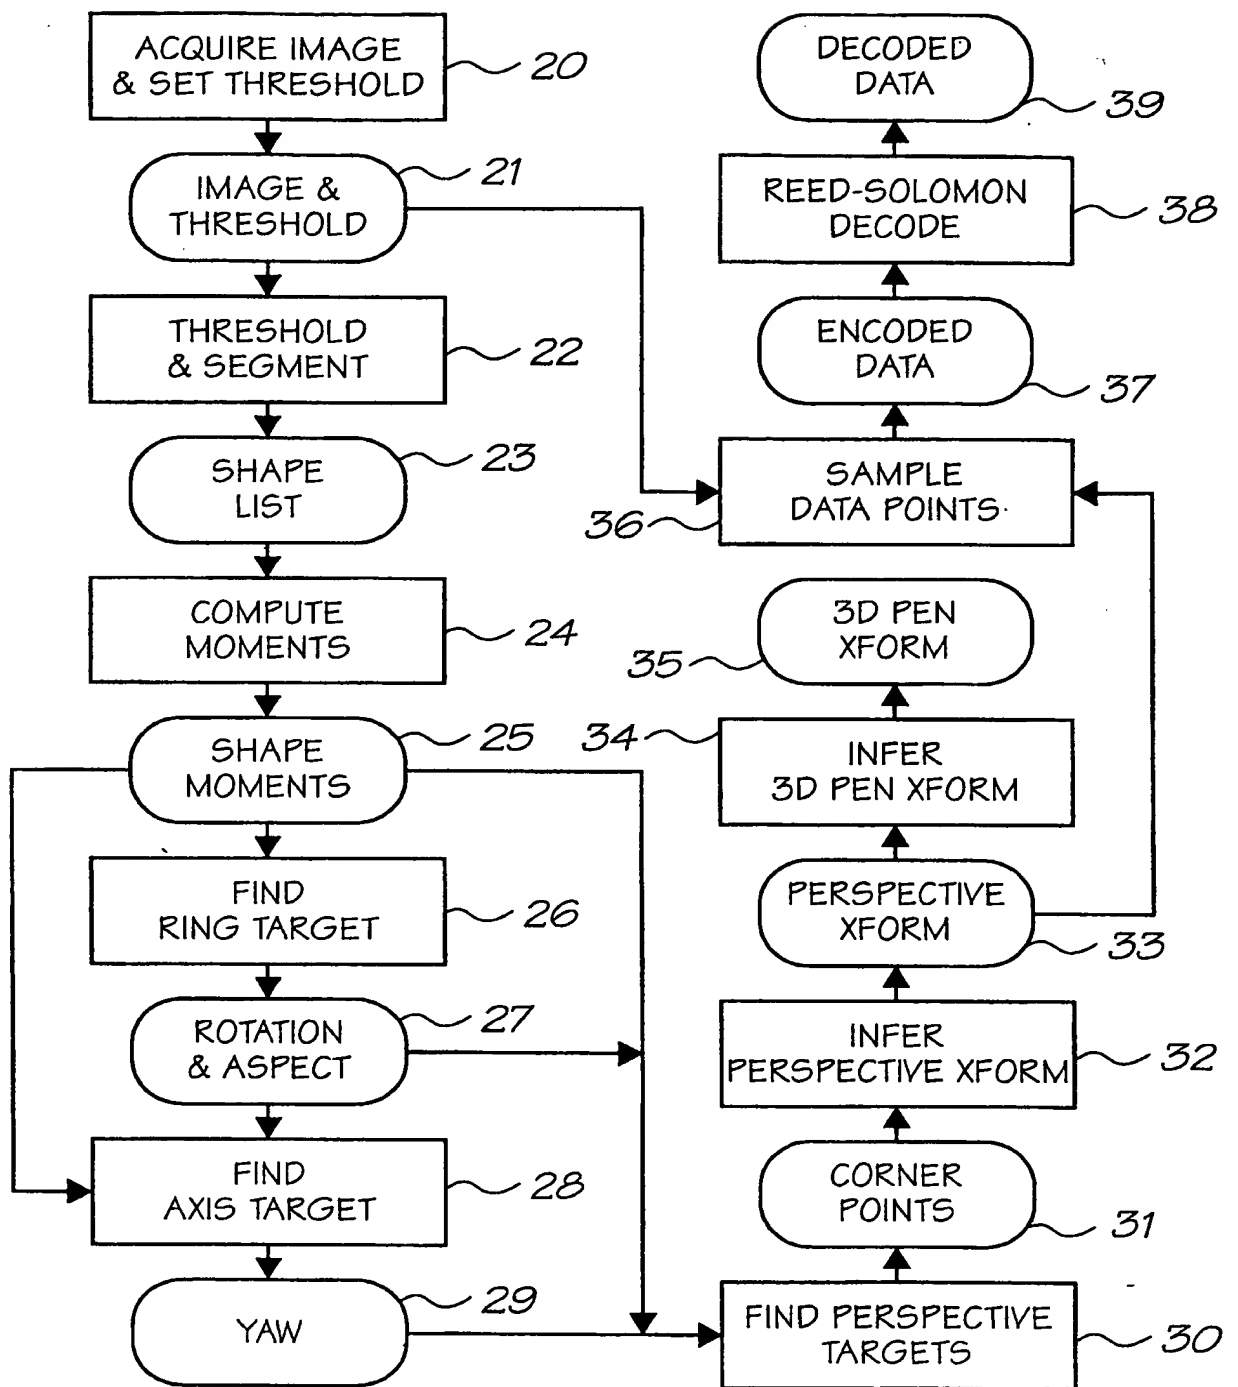 ACQUIRE IMAGE
& SET THRESHOLD
20
IMAGE &
THRESHOLD
21
THRESHOLD
& SEGMENT
22
SHAPE
LIST
23
COMPUTE
MOMENTS
24
SHAPE
MOMENTS
25
FIND
RING TARGET
26
ROTATION
& ASPECT
27
FIND
AXIS TARGET
28
YAW
29
DECODED
DATA
39
REED-SOLOMON
DECODE
38
ENCODED
DATA
37
SAMPLE
DATA POINTS
36
3D PEN
XFORM
35
34
INFER
3D PEN XFORM
PERSPECTIVE
XFORM
33
INFER
PERSPECTIVE XFORM
32
CORNER
POINTS
31
FIND PERSPECTIVE
TARGETS
30